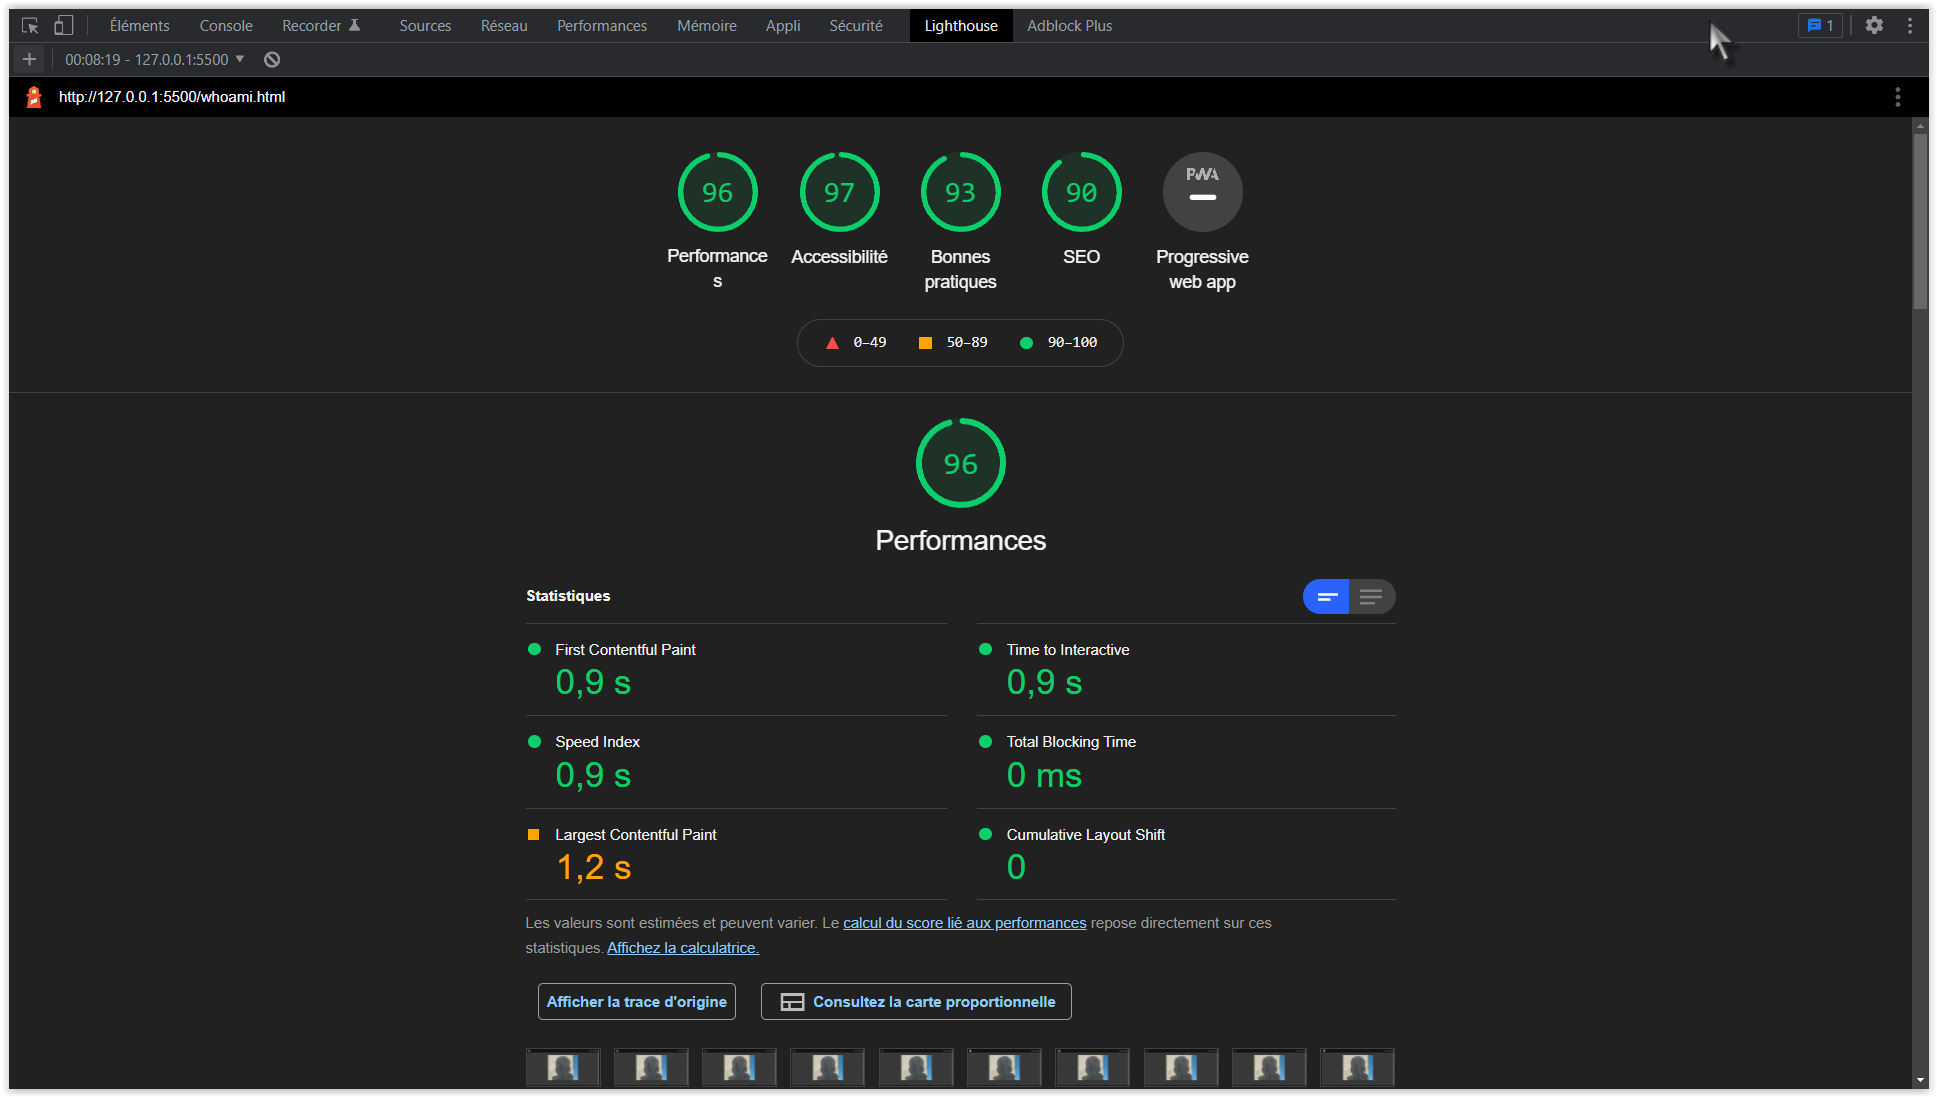 Éléments Console Recorder Sources Réseau Performances Mémoire Appli Sécurité Lighthouse Adblock Plus 1
00:08:19 - 127.0.0.1:5500
http://127.0.0.1:5500/whoami.html
96 97 93 90 PWA
Performance
s
Accessibilité
Bonnes
pratiques
SEO
Progressive
web app
0–49 50–89 90–100
96
Performances
Statistiques
First Contentful Paint
0,9 s
Time to Interactive
0,9 s
Speed Index
0,9 s
Total Blocking Time
0 ms
Largest Contentful Paint
1,2 s
Cumulative Layout Shift
0
Les valeurs sont estimées et peuvent varier. Le calcul du score lié aux performances repose directement sur ces
statistiques. Affichez la calculatrice.
Afficher la trace d'origine
Consultez la carte proportionnelle